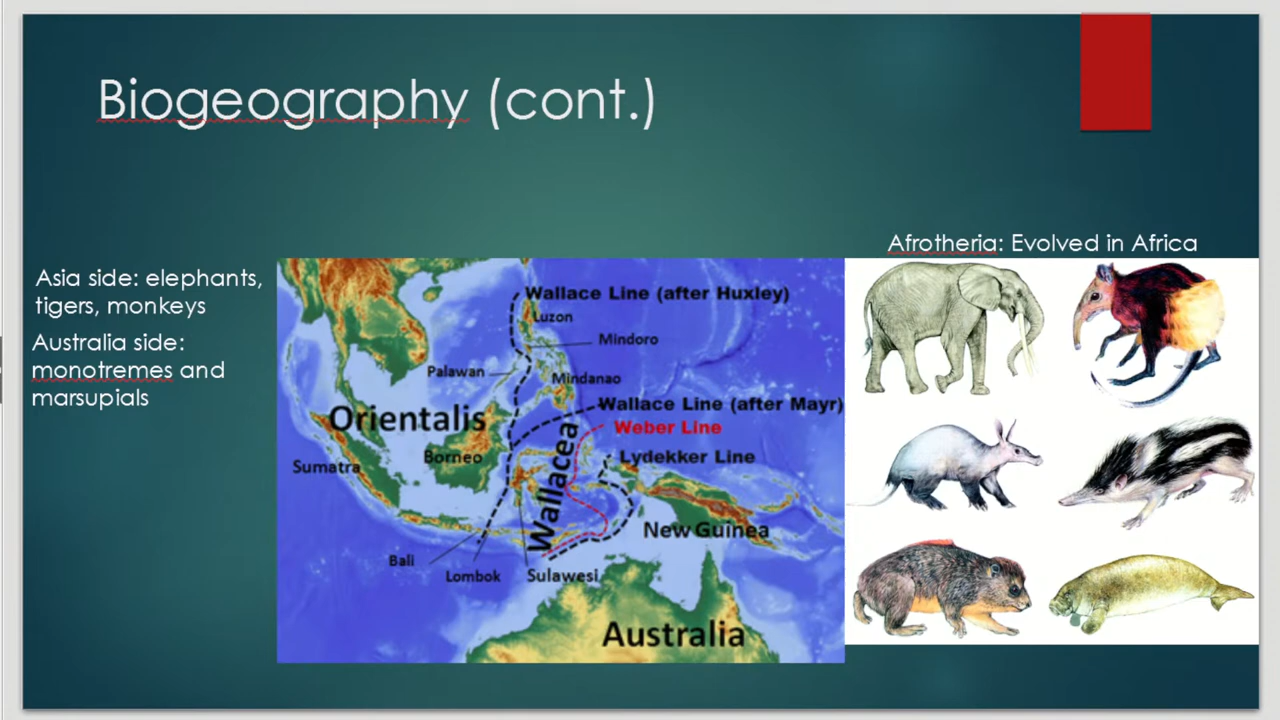 Biogeography (cont.)
Afrotheria: Evolved in Africa
Asia side: elephants,
tigers, monkeys
Australia side:
monotremes and
marsupials
Wallace Line (after Huxley)
Luzon
Mindoro
Palawan
Mindanao
Wallace Line (after Mayr)
Orientalis
Weber Line
Borneo
Lydekker Line
Sumatra
Wallacea
New Guinea
Bali
Lombok
Sulawesi
Australia